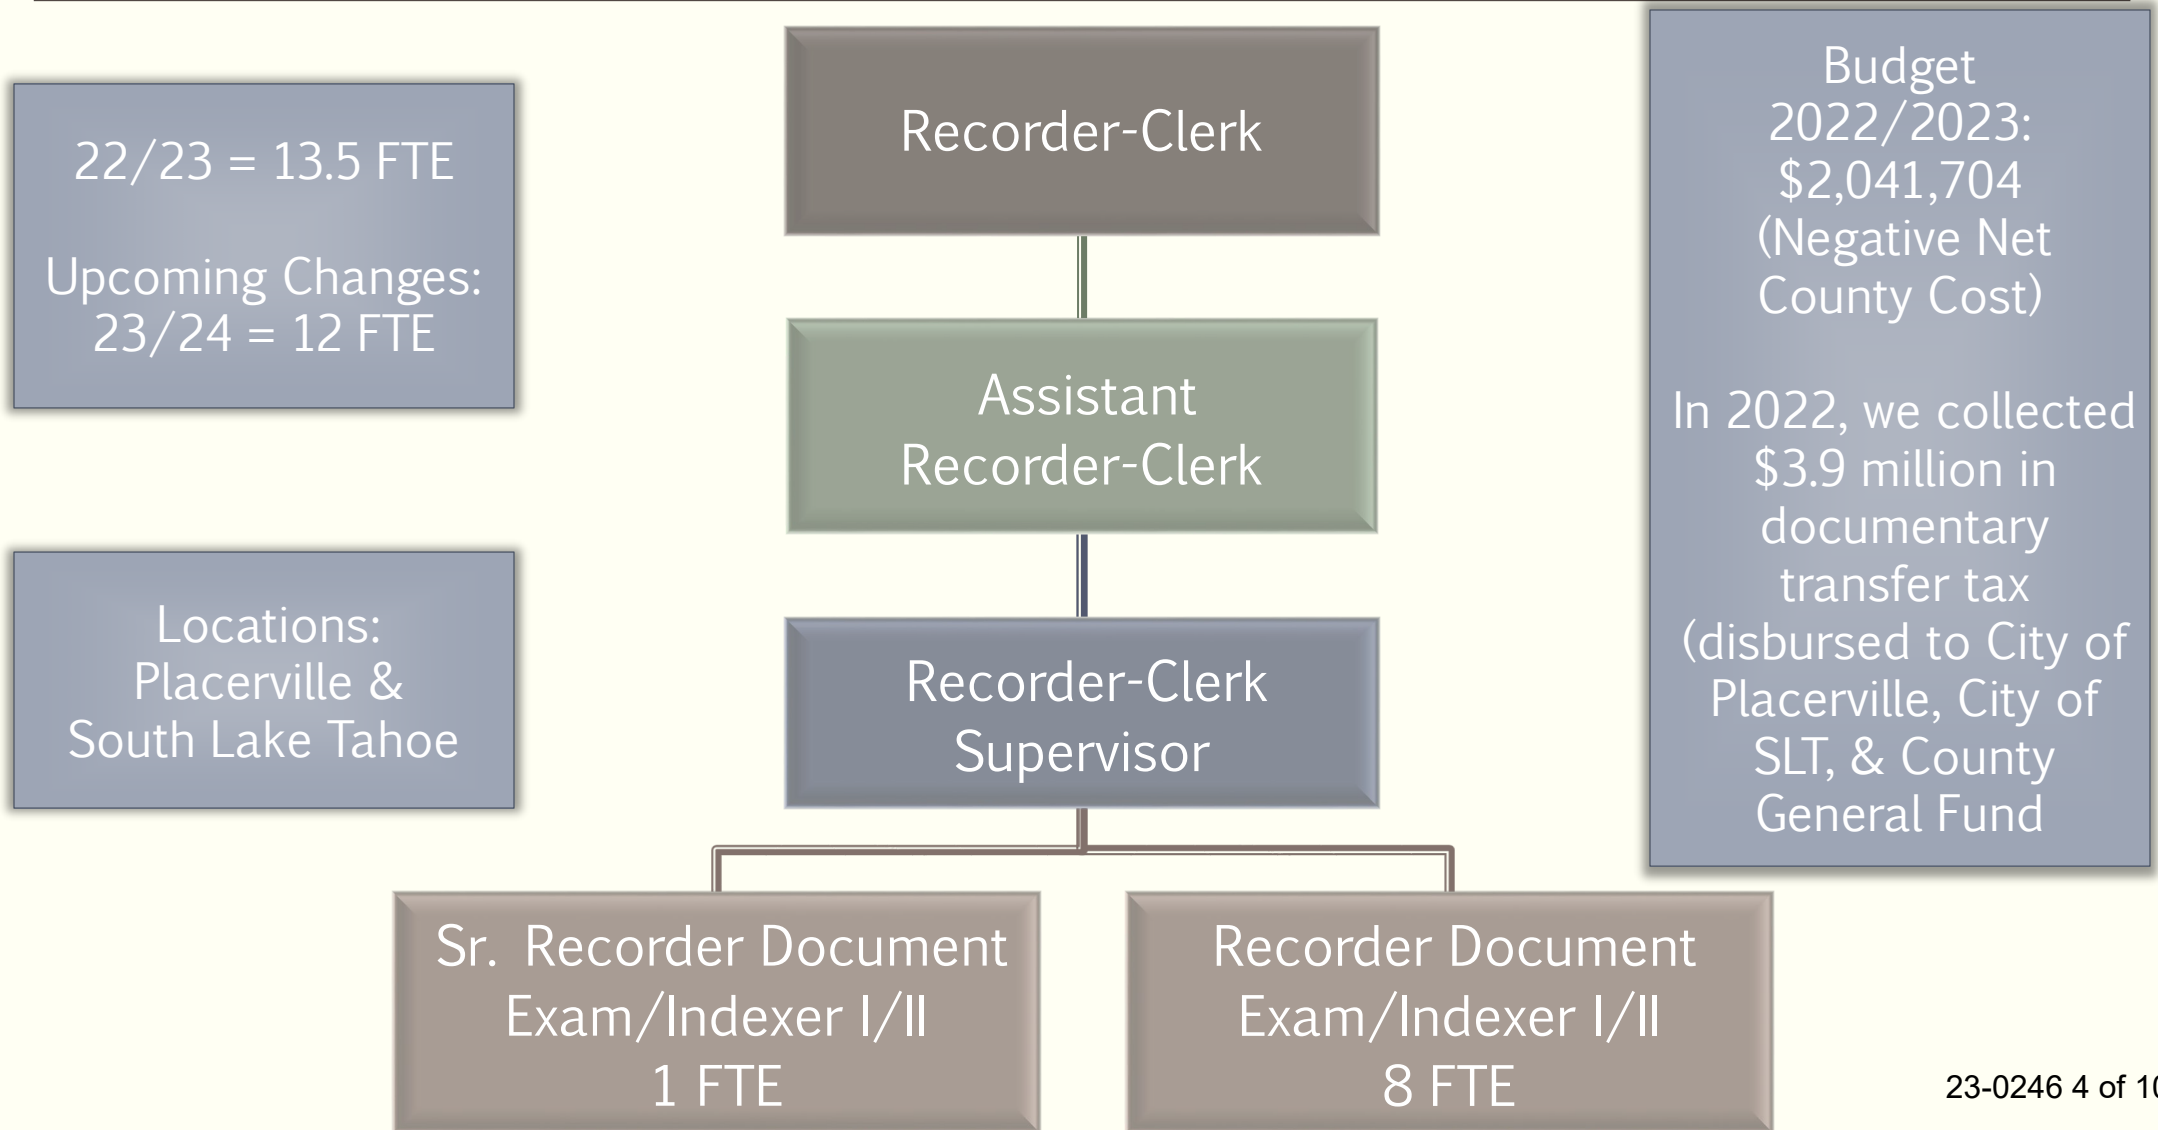 22/23 = 13.5 FTE
Upcoming Changes:
23/24 = 12 FTE
Locations:
Placerville &
South Lake Tahoe
Recorder-Clerk
Assistant
Recorder-Clerk
Recorder-Clerk
Supervisor
Sr. Recorder Document
Exam/Indexer I/II
1 FTE
Recorder Document
Exam/Indexer I/II
8 FTE
Budget
2022/2023:
$2,041,704
(Negative Net
County Cost)
In 2022, we collected
$3.9 million in
documentary
transfer tax
(disbursed to City of
Placerville, City of
SLT, & County
General Fund
23-0246 4 of 10